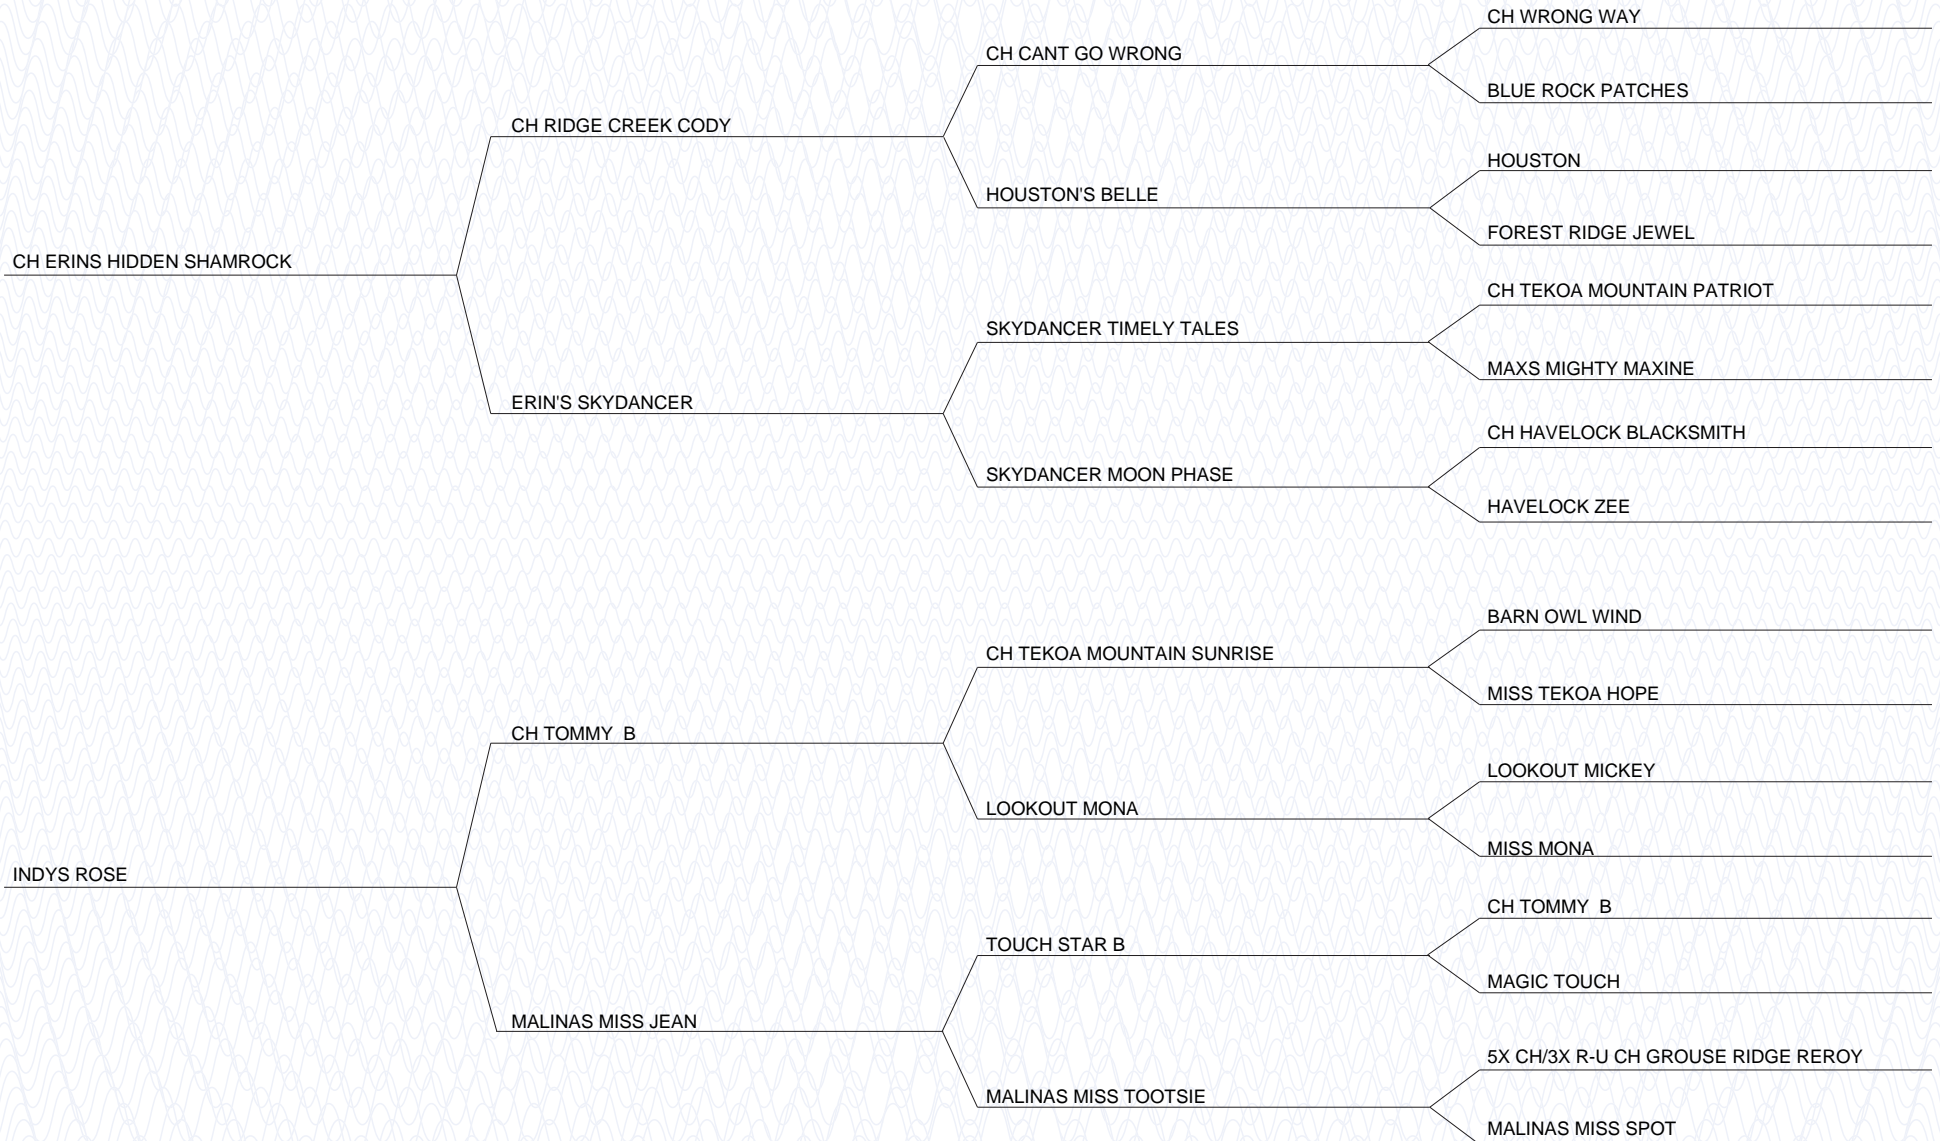 CH WRONG WAY
CH CANT GO WRONG
BLUE ROCK PATCHES
CH RIDGE CREEK CODY
HOUSTON
HOUSTON'S BELLE
FOREST RIDGE JEWEL
CH ERINS HIDDEN SHAMROCK
CH TEKOA MOUNTAIN PATRIOT
SKYDANCER TIMELY TALES
MAXS MIGHTY MAXINE
ERIN'S SKYDANCER
CH HAVELOCK BLACKSMITH
SKYDANCER MOON PHASE
HAVELOCK ZEE
BARN OWL WIND
CH TEKOA MOUNTAIN SUNRISE
MISS TEKOA HOPE
CH TOMMY  B
LOOKOUT MICKEY
LOOKOUT MONA
MISS MONA
INDYS ROSE
CH TOMMY  B
TOUCH STAR B
MAGIC TOUCH
MALINAS MISS JEAN
5X CH/3X R-U CH GROUSE RIDGE REROY
MALINAS MISS TOOTSIE
MALINAS MISS SPOT